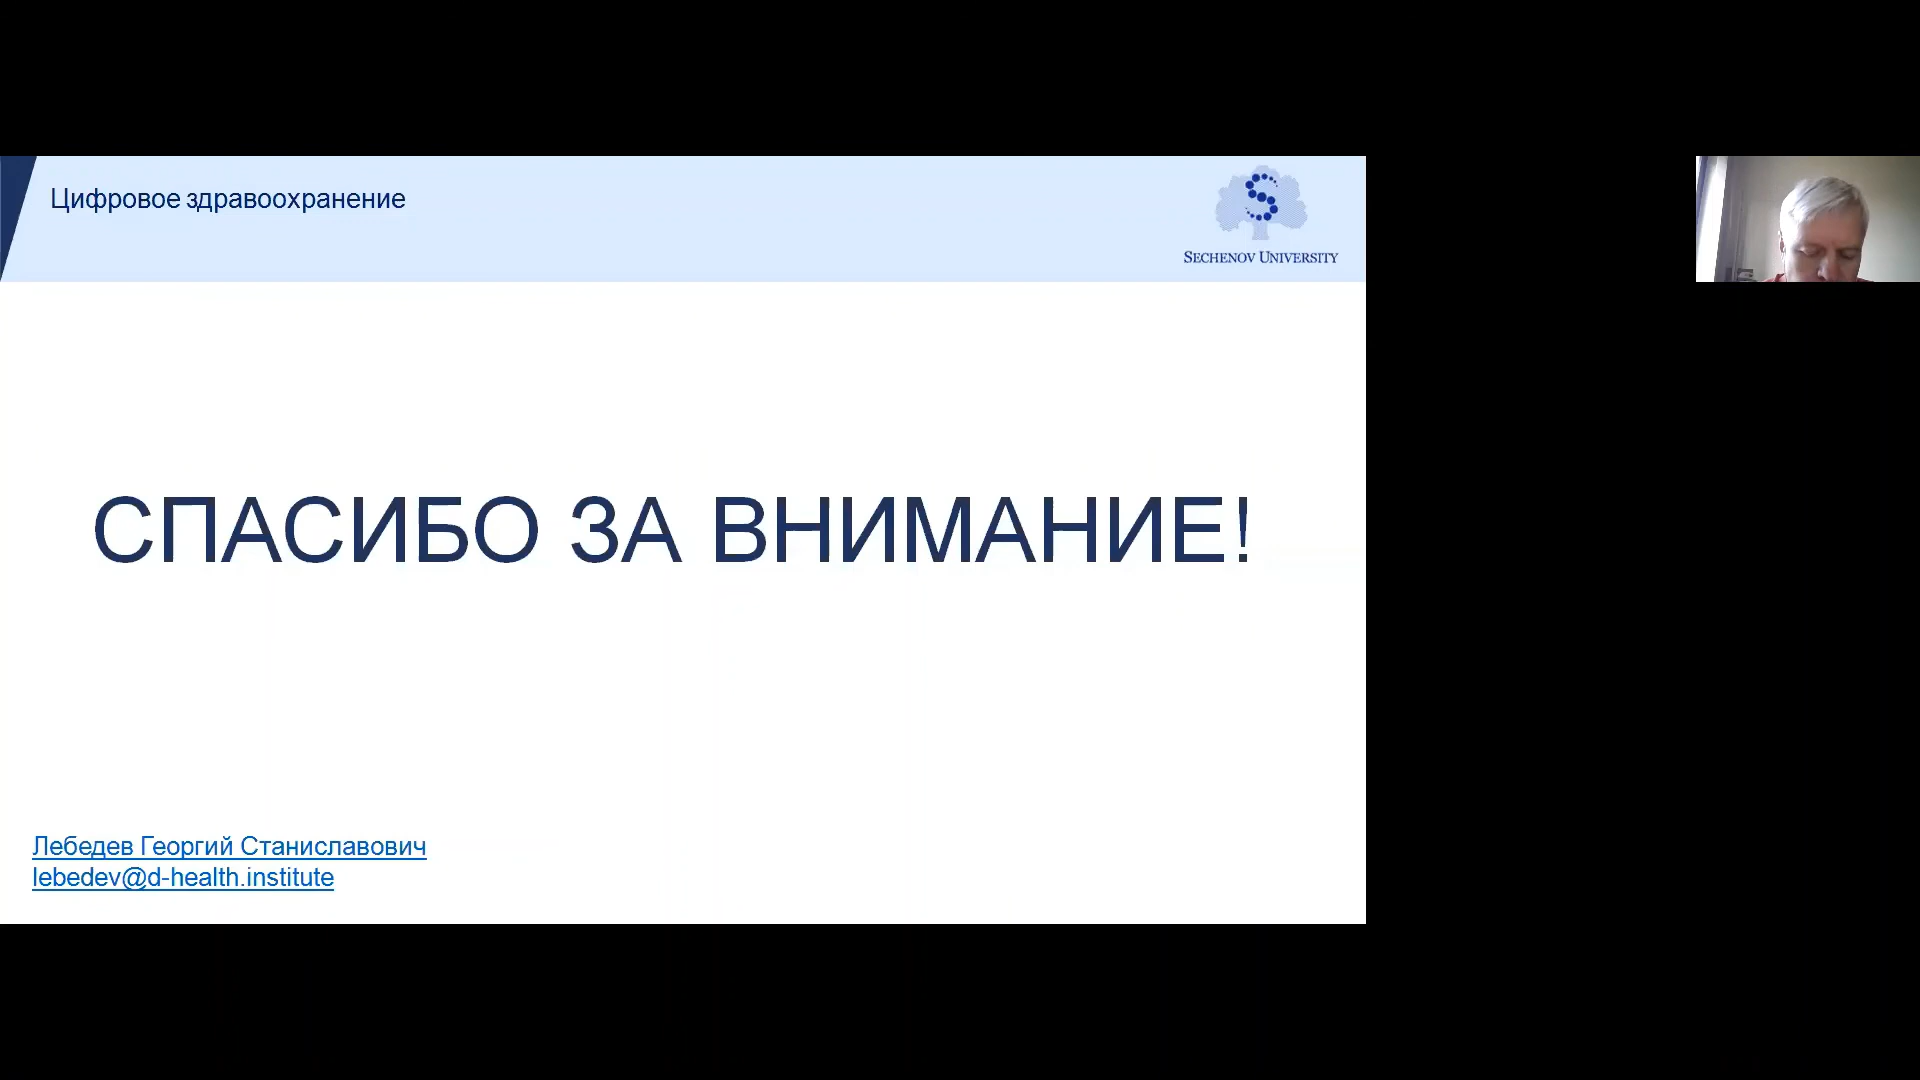 Цифровое здравоохранение
SECHENOV UNIVERSITY
СПАСИБО ЗА ВНИМАНИЕ!
Лебедев Георгий Станиславович
lebedev@d-health.institute